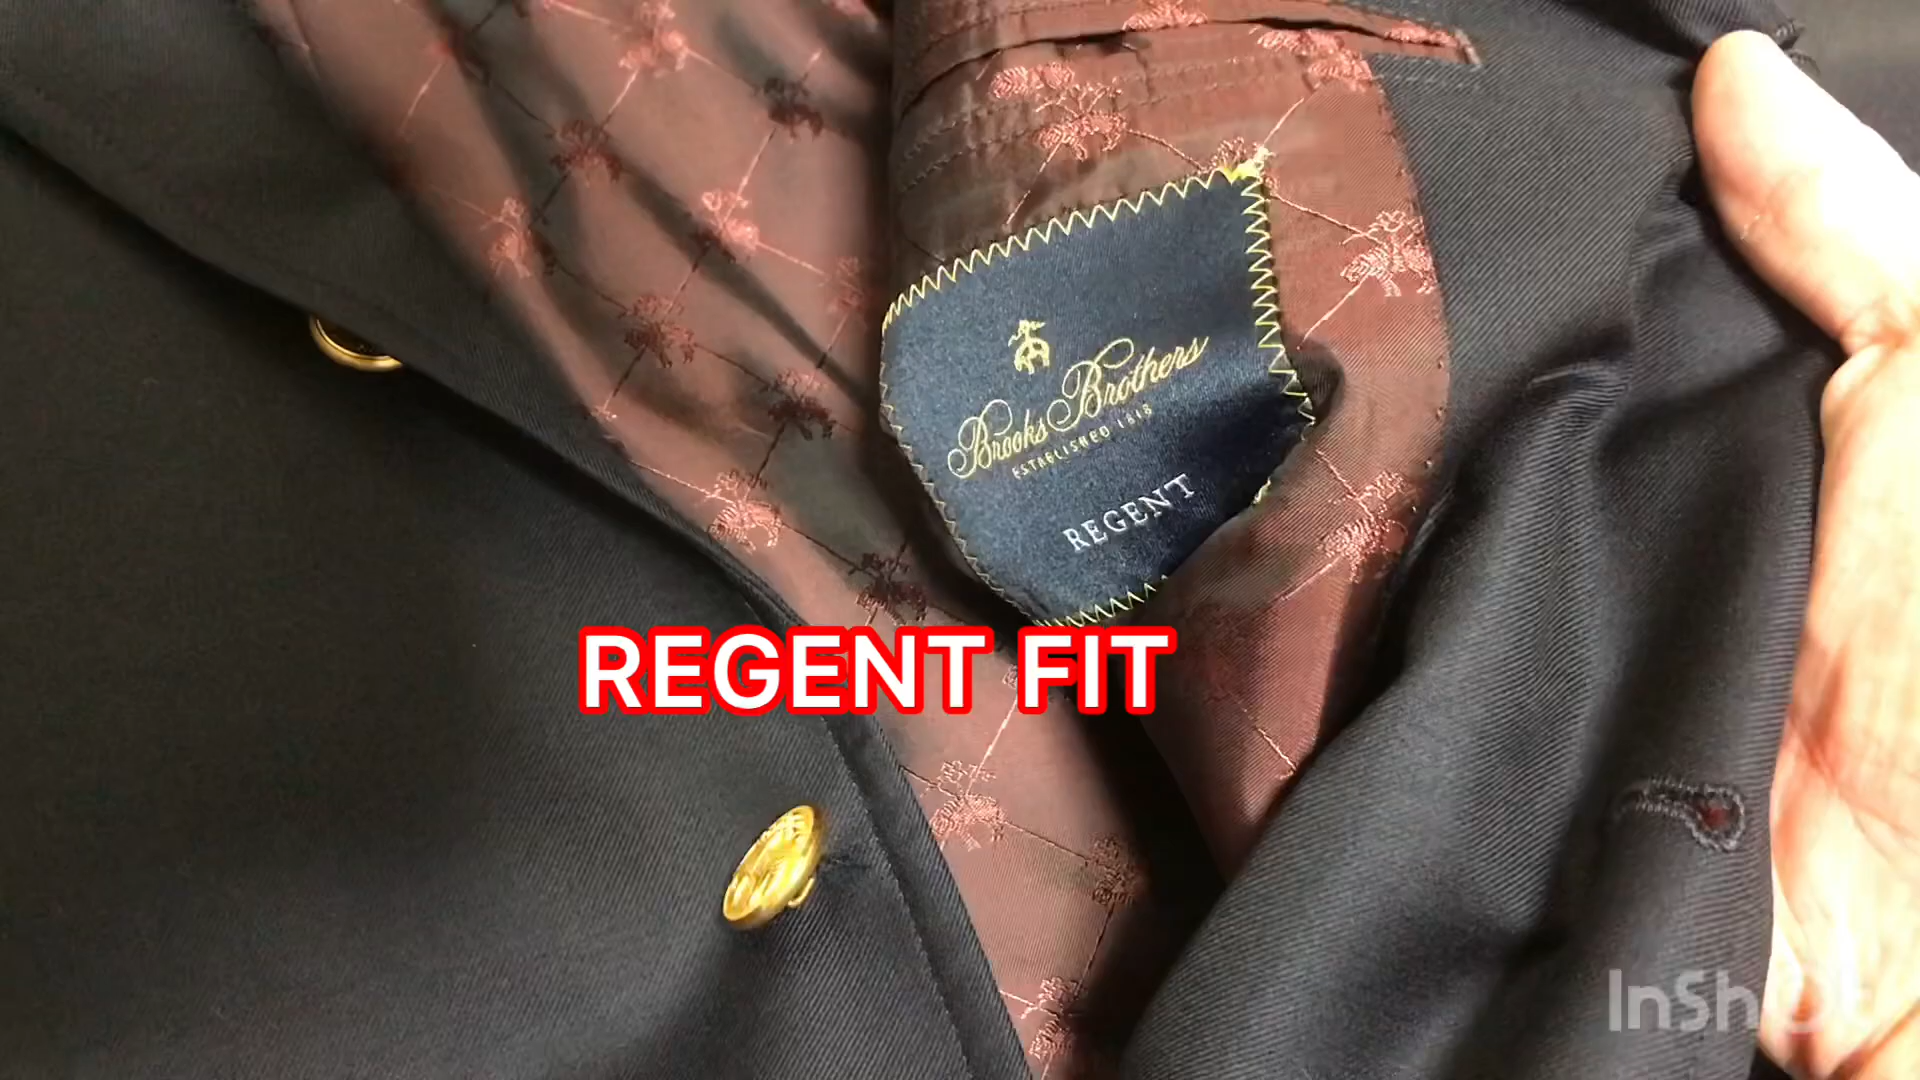 Brooks Brothers
ESTABLISHED 1818
REGENT
REGENT FIT
InShOt